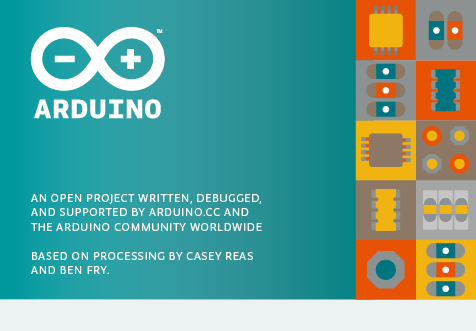 ARDUINO
AN OPEN PROJECT WRITTEN, DEBUGGED,
AND SUPPORTED BY ARDUINO.CC AND
THE ARDUINO COMMUNITY WORLDWIDE
BASED ON PROCESSING BY CASEY REAS
AND BEN FRY.